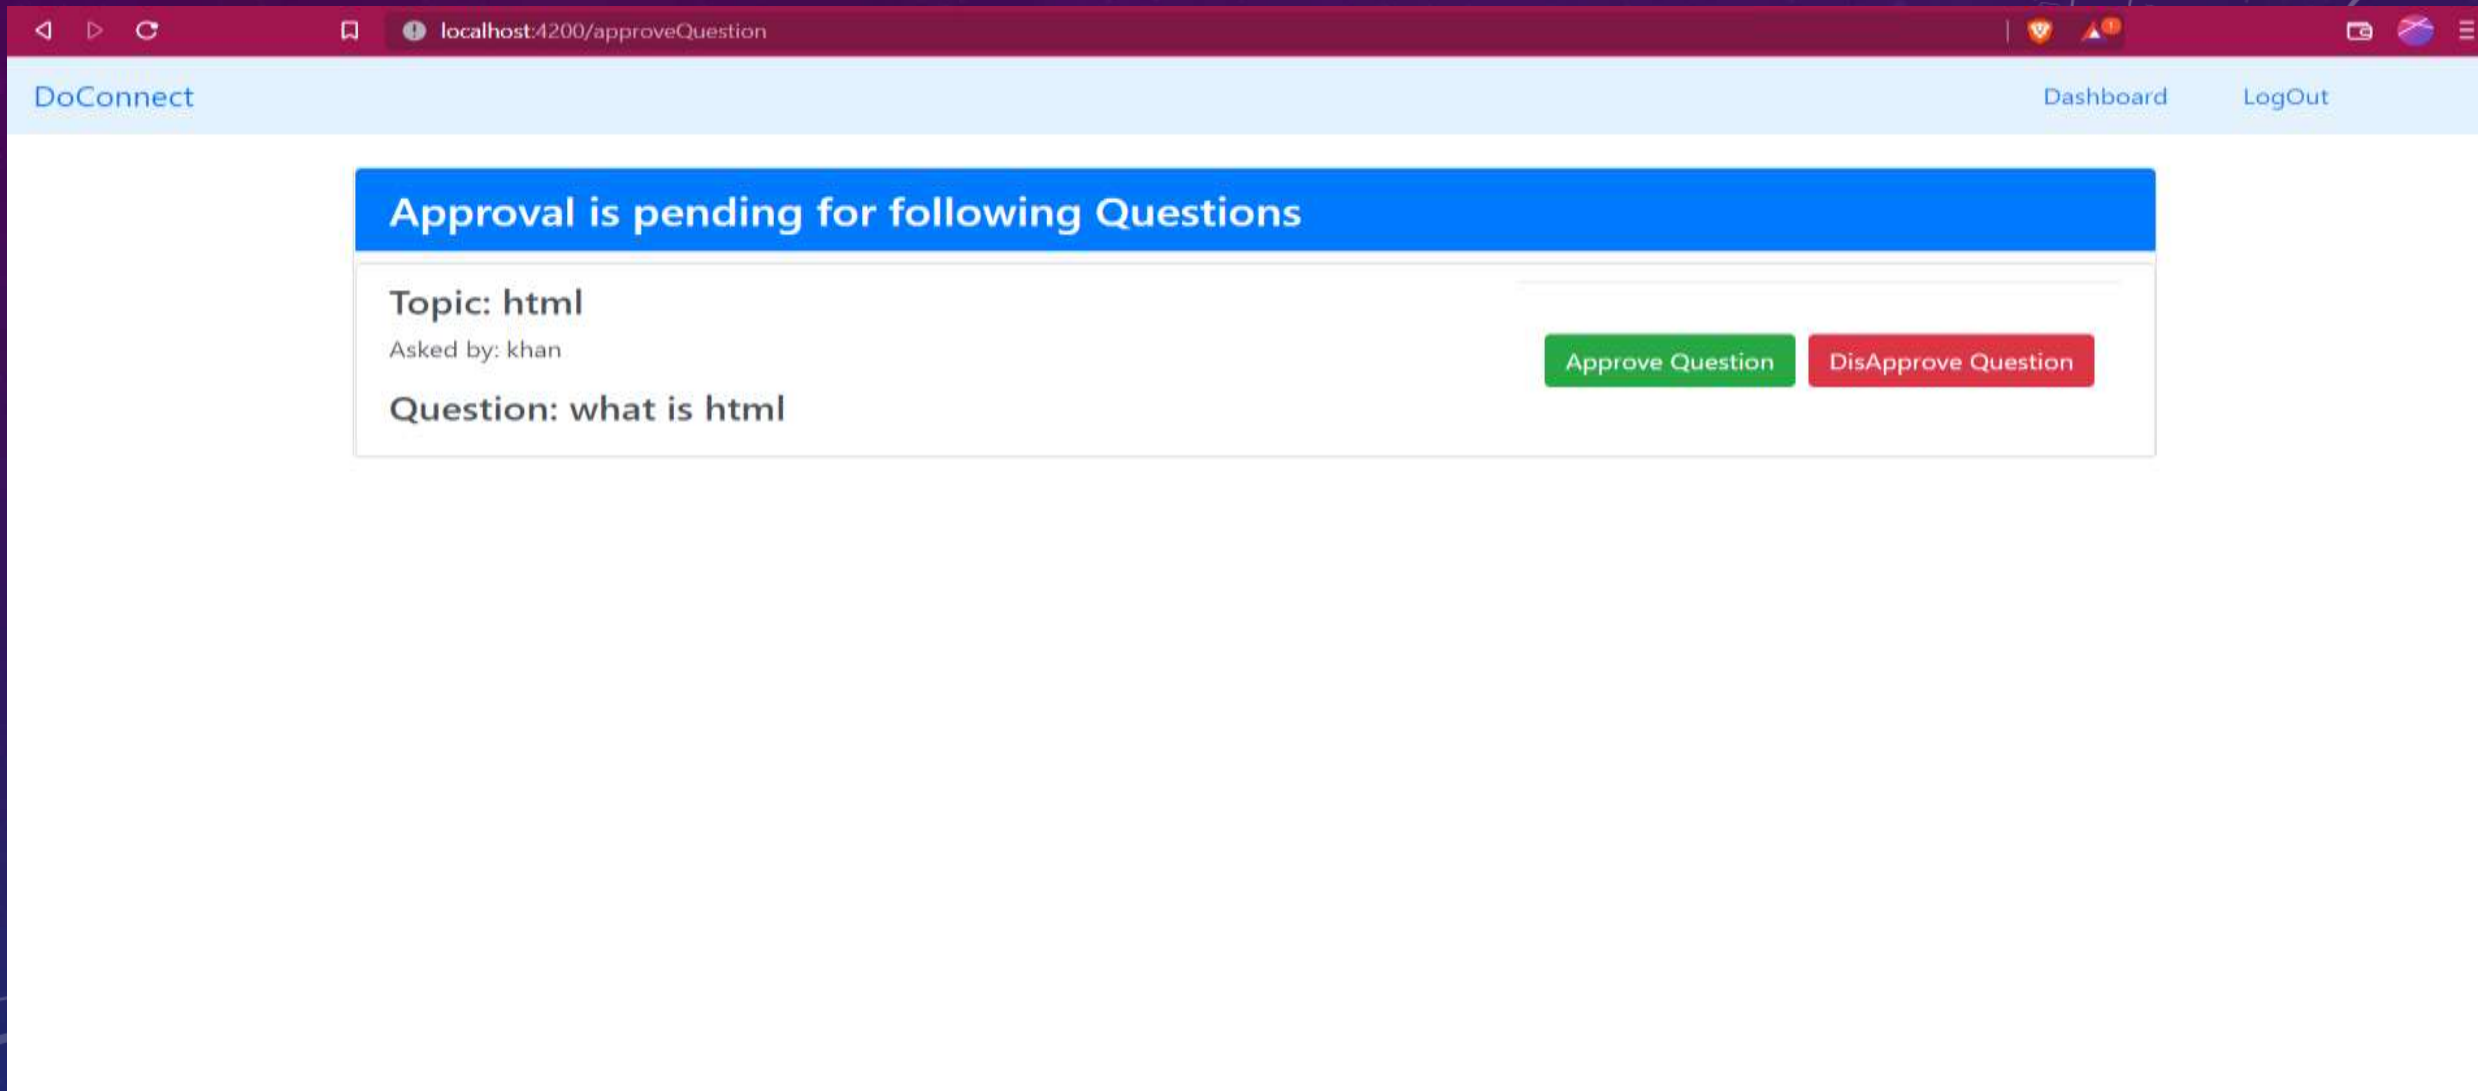 localhost:4200/approveQuestion
DoConnect
Dashboard
LogOut
Approval is pending for following Questions
Topic: html
Asked by: khan
Approve Question
DisApprove Question
Question: what is html